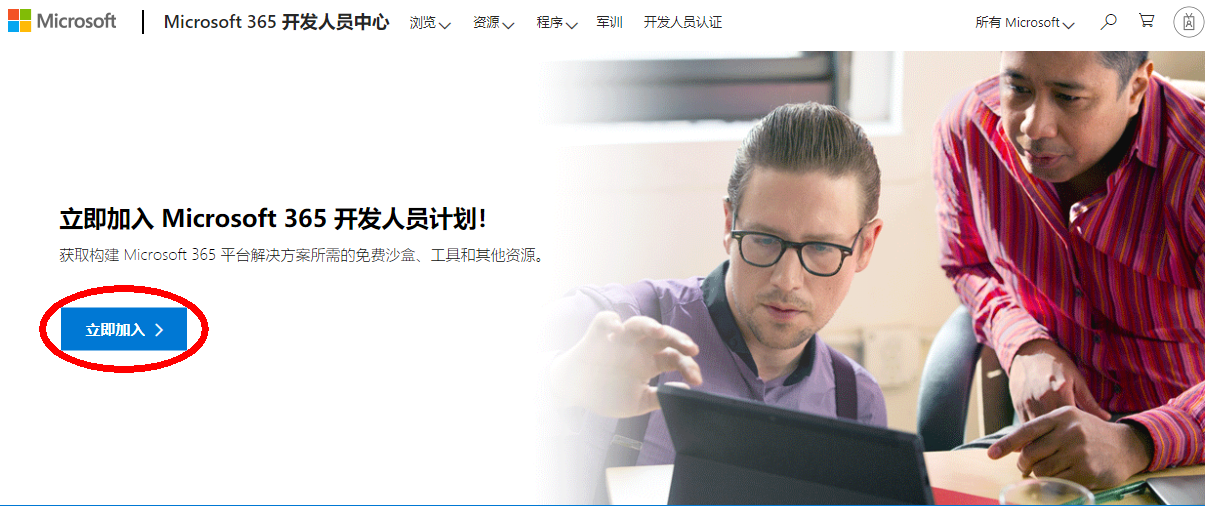 Microsoft Microsoft 365 开发人员中心 浏览 资源 程序 军训 开发人员认证 所有 Microsoft
立即加入 Microsoft 365 开发人员计划!
获取构建 Microsoft 365 平台解决方案所需的免费沙盒、工具和其他资源。
立即加入